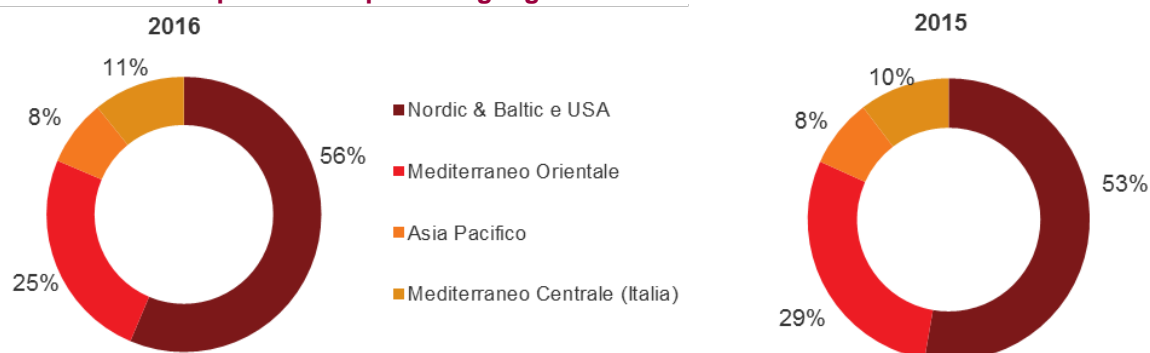 2016
2015
11%
8%
56%
25%
Nordic & Baltic e USA
Mediterraneo Orientale
Asia Pacifico
Mediterraneo Centrale (Italia)
10%
8%
53%
29%